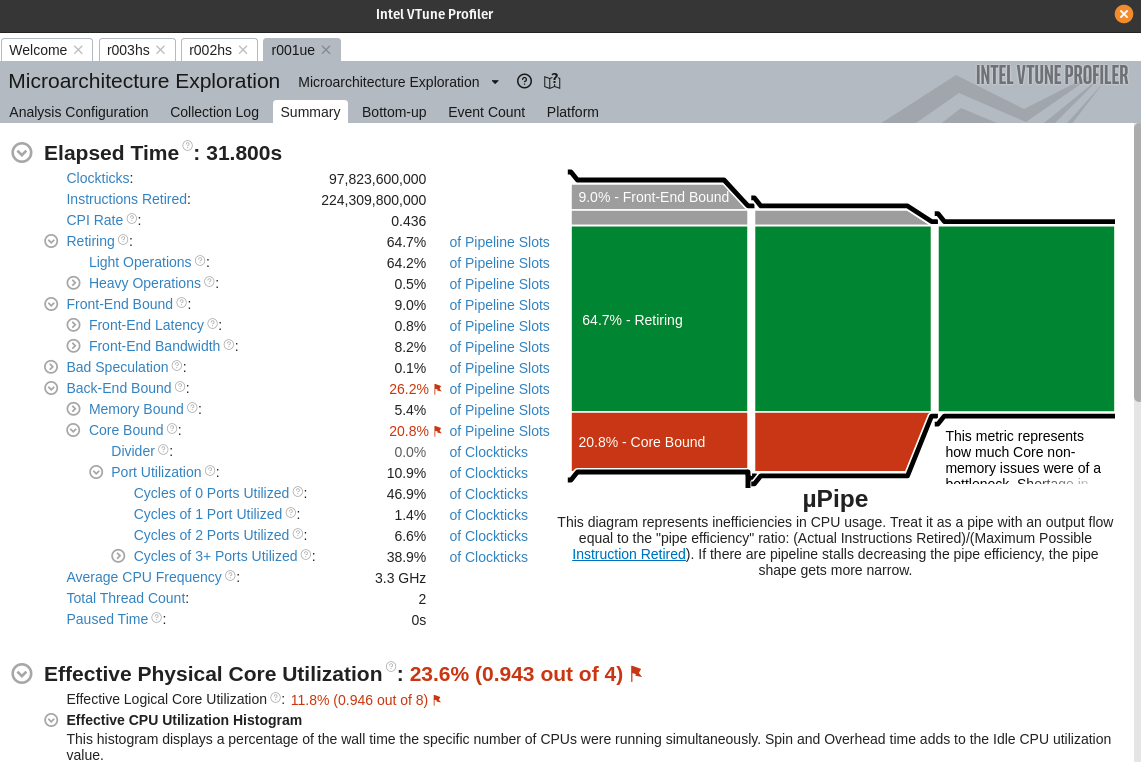 Intel VTune Profiler
Welcome r003hs r002hs r001ue
Microarchitecture Exploration Microarchitecture Exploration
INTEL VTUNE PROFILER
Analysis Configuration Collection Log Summary Bottom-up Event Count Platform
Elapsed Time: 31.800s
Clockticks: 97,823,600,000
Instructions Retired: 224,309,800,000
CPI Rate: 0.436
Retiring: 64.7% of Pipeline Slots
Light Operations: 64.2% of Pipeline Slots
Heavy Operations: 0.5% of Pipeline Slots
Front-End Bound: 9.0% of Pipeline Slots
Front-End Latency: 0.8% of Pipeline Slots
Front-End Bandwidth: 8.2% of Pipeline Slots
Bad Speculation: 0.1% of Pipeline Slots
Back-End Bound: 26.2% of Pipeline Slots
Memory Bound: 5.4% of Pipeline Slots
Core Bound: 20.8% of Pipeline Slots
Divider: 0.0% of Clockticks
Port Utilization: 10.9% of Clockticks
Cycles of 0 Ports Utilized: 46.9% of Clockticks
Cycles of 1 Port Utilized: 1.4% of Clockticks
Cycles of 2 Ports Utilized: 6.6% of Clockticks
Cycles of 3+ Ports Utilized: 38.9% of Clockticks
Average CPU Frequency: 3.3 GHz
Total Thread Count: 2
Paused Time: 0s
9.0% - Front-End Bound
64.7% - Retiring
20.8% - Core Bound
This metric represents
how much Core non-
memory issues were of a
bottleneck. Shortage in
µPipe
This diagram represents inefficiencies in CPU usage. Treat it as a pipe with an output flow
equal to the "pipe efficiency" ratio: (Actual Instructions Retired)/(Maximum Possible
Instruction Retired). If there are pipeline stalls decreasing the pipe efficiency, the pipe
shape gets more narrow.
Effective Physical Core Utilization: 23.6% (0.943 out of 4)
Effective Logical Core Utilization: 11.8% (0.946 out of 8)
Effective CPU Utilization Histogram
This histogram displays a percentage of the wall time the specific number of CPUs were running simultaneously. Spin and Overhead time adds to the Idle CPU utilization
value.